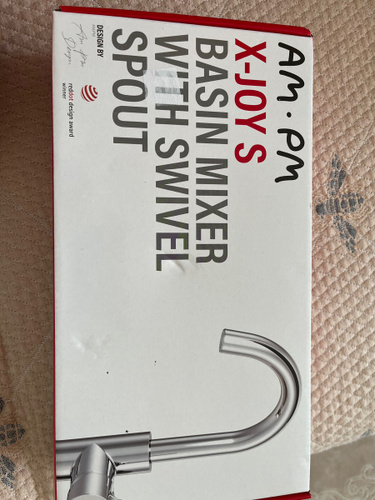 AM·PM
X-JOY S
BASIN MIXER
WITH SWIVEL
SPOUT
DESIGN BY
reddot design award
winner